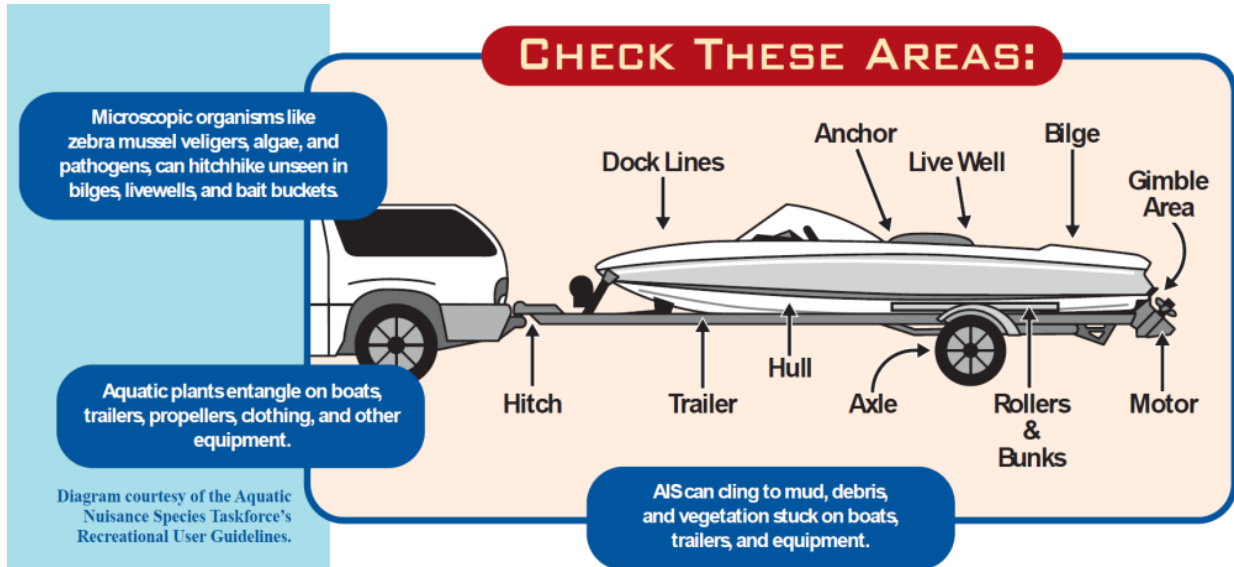 CHECK THESE AREAS:
Microscopic organisms like
zebra mussel veligers, algae, and
pathogens, can hitchhike unseen in
bilges, livewells, and bait buckets.
Dock Lines
Anchor
Live Well
Bilge
Gimble
Area
Hitch
Trailer
Hull
Axle
Rollers
&
Bunks
Motor
Aquatic plants entangle on boats,
trailers, propellers, clothing, and other
equipment.
AIS can cling to mud, debris,
and vegetation stuck on boats,
trailers, and equipment.
Diagram courtesy of the Aquatic
Nuisance Species Taskforce's
Recreational User Guidelines.